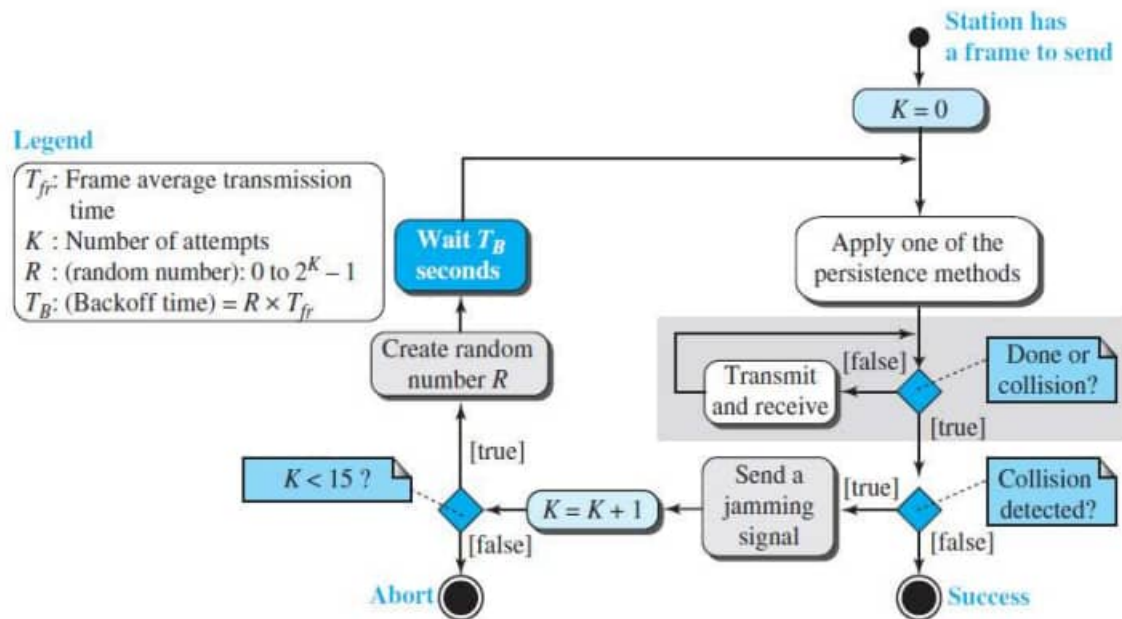 Station has
a frame to send
K = 0
Legend
T_fr: Frame average transmission
time
K : Number of attempts
R : (random number): 0 to 2^K – 1
T_B: (Backoff time) = R × T_fr
Wait T_B
seconds
Apply one of the
persistence methods
Create random
number R
[false]
Transmit
and receive
Done or
collision?
[true]
[true]
K < 15 ?
K = K + 1
Send a
jamming
signal
[true]
Collision
detected?
[false]
[false]
Abort
Success